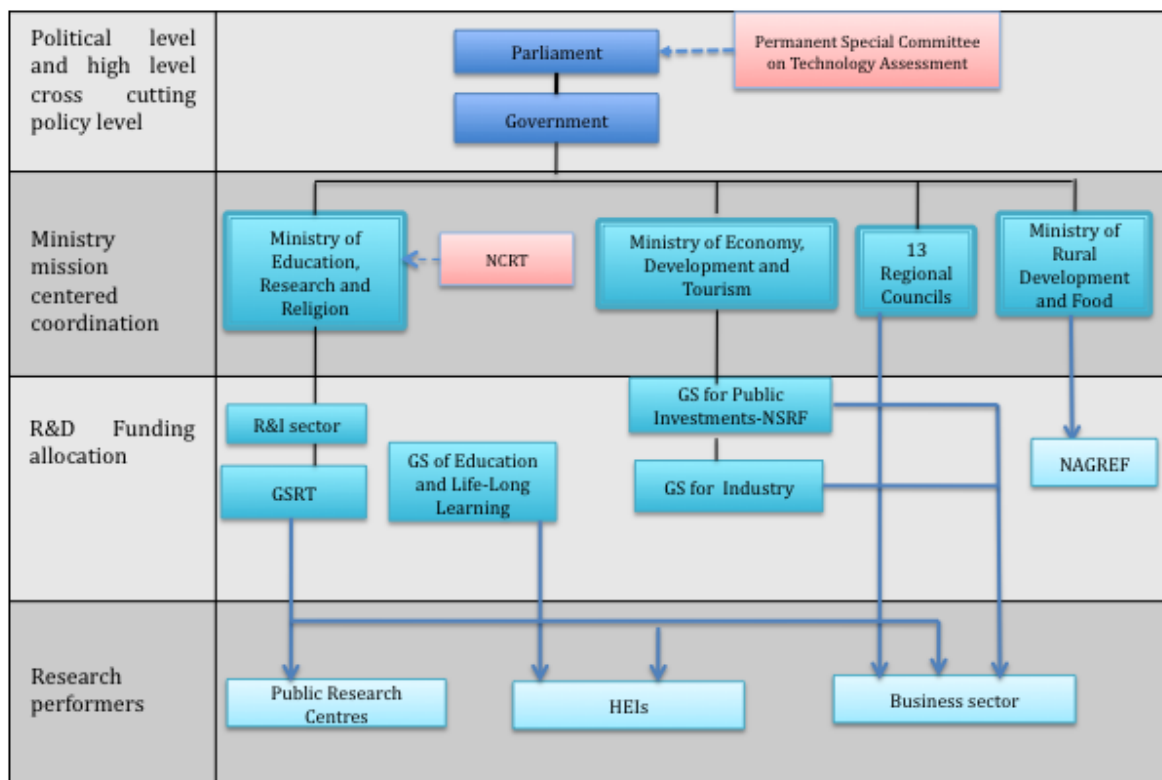 Political level
and high level
cross cutting
policy level
Parliament
Permanent Special Committee
on Technology Assessment
Government
Ministry
mission
centered
coordination
Ministry of
Education,
Research and
Religion
NCRT
Ministry of Economy,
Development and
Tourism
13
Regional
Councils
Ministry of
Rural
Development
and Food
R&D Funding
allocation
R&I sector
GSRT
GS of Education
and Life-Long
Learning
GS for Public
Investments-NSRF
GS for Industry
NAGREF
Research
performers
Public Research
Centres
HEIs
Business sector